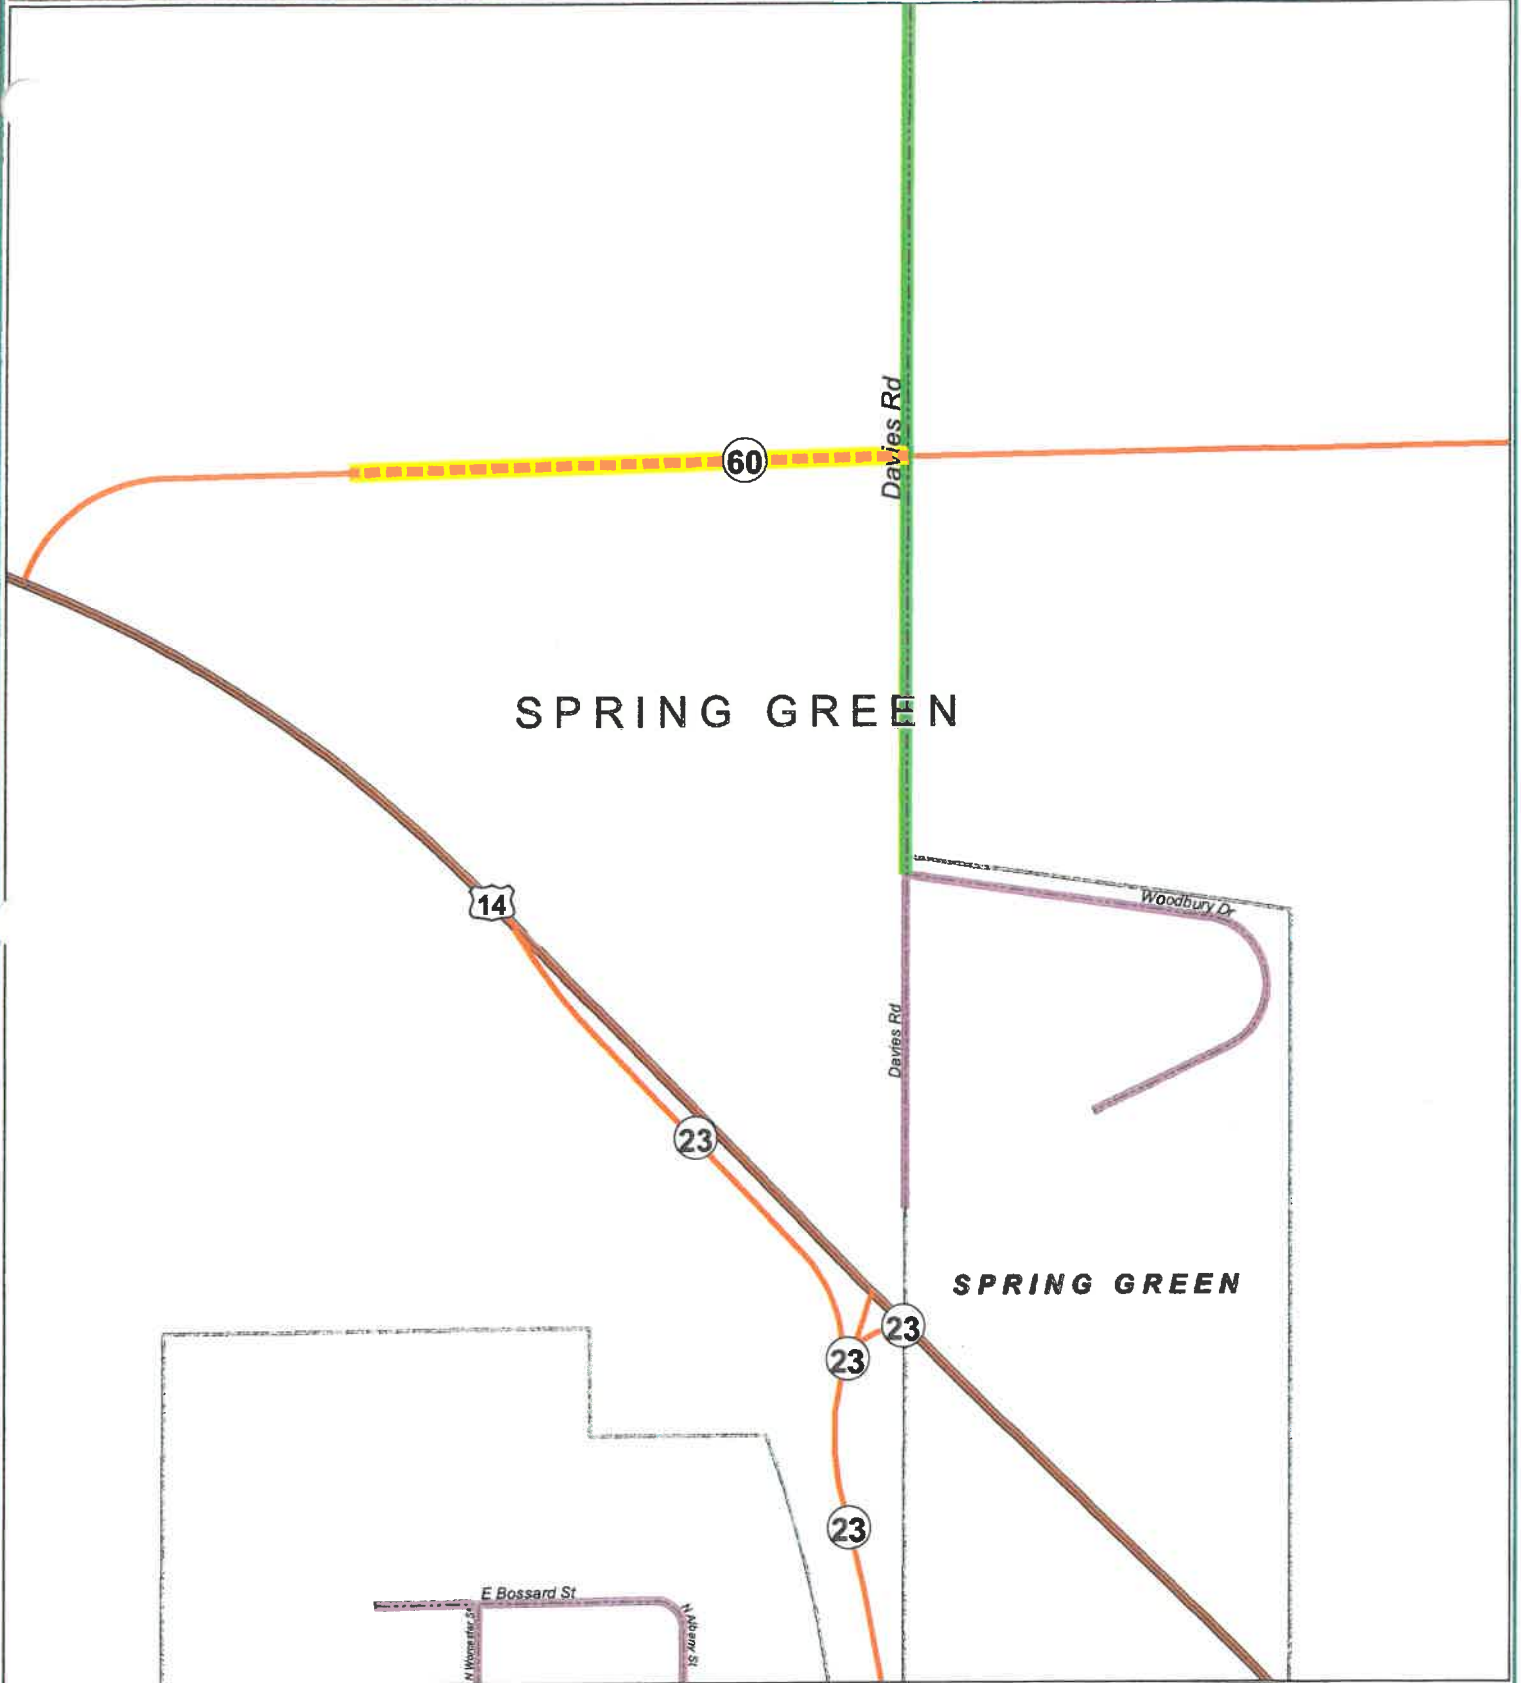 Davies Rd
60
SPRING GREEN
14
Woodbury Dr
Davies Rd
23
SPRING GREEN
23
23
23
E Bossard St
N Worcester St
N Albany St